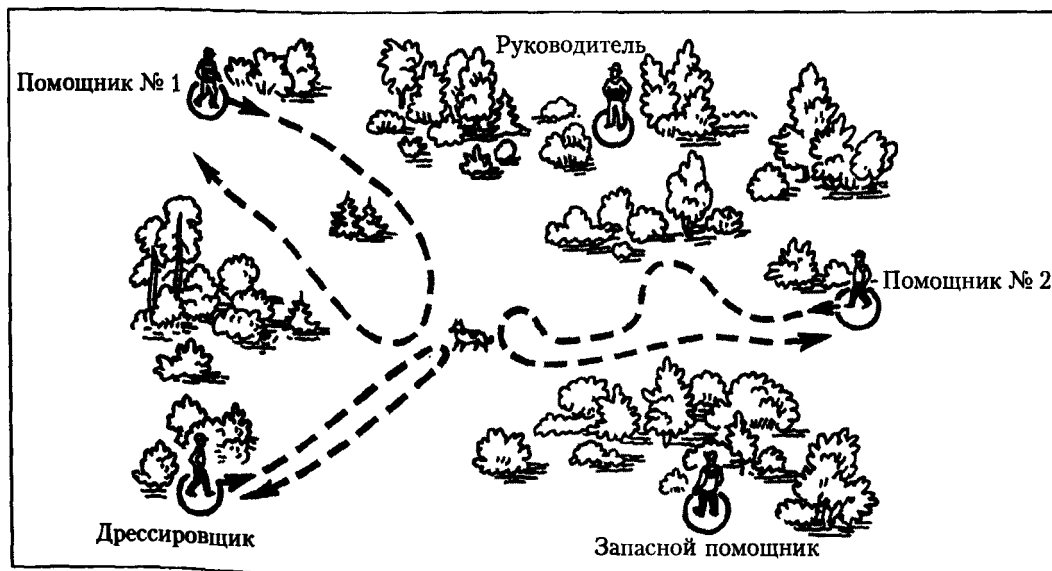 Руководитель
Помощник № 1
Помощник № 2
Дрессировщик
Запасной помощник